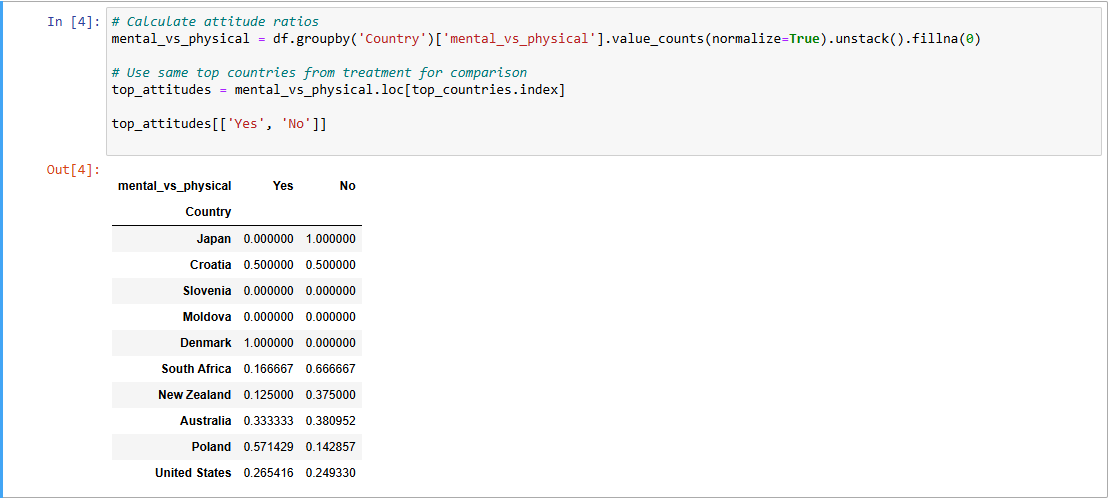 In [4]: # Calculate attitude ratios
mental_vs_physical = df.groupby('Country')['mental_vs_physical'].value_counts(normalize=True).unstack().fillna(0)
# Use same top countries from treatment for comparison
top_attitudes = mental_vs_physical.loc[top_countries.index]
top_attitudes[['Yes', 'No']]
Out[4]:
mental_vs_physical Yes No
Country
Japan 0.000000 1.000000
Croatia 0.500000 0.500000
Slovenia 0.000000 0.000000
Moldova 0.000000 0.000000
Denmark 1.000000 0.000000
South Africa 0.166667 0.666667
New Zealand 0.125000 0.375000
Australia 0.333333 0.380952
Poland 0.571429 0.142857
United States 0.265416 0.249330